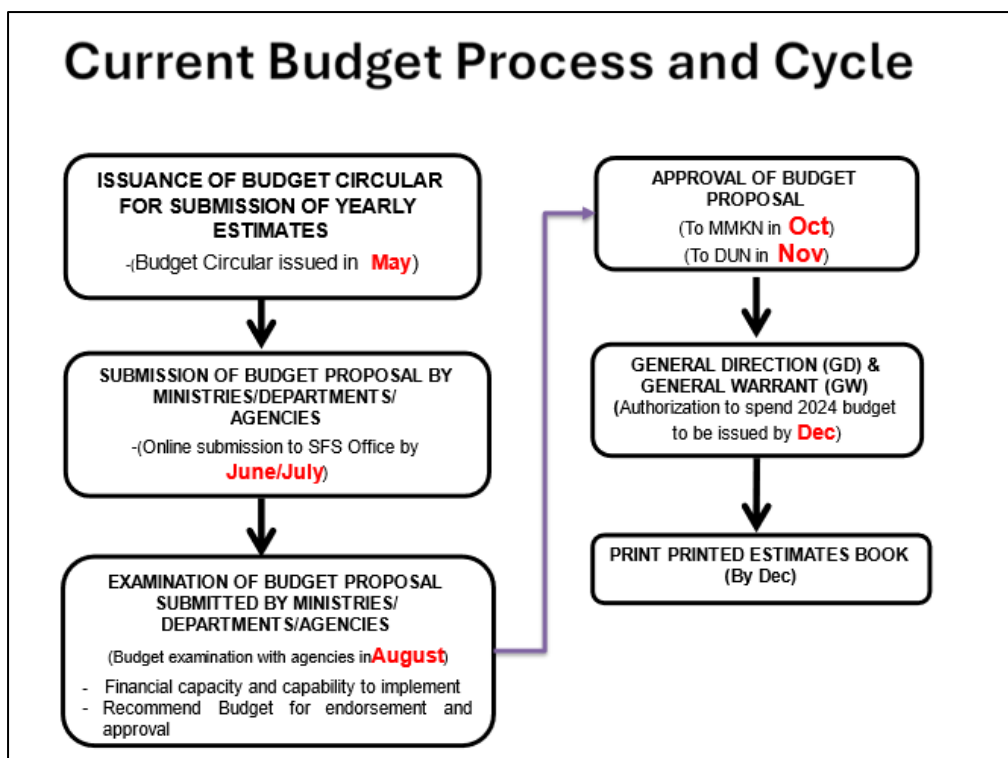 Current Budget Process and Cycle
ISSUANCE OF BUDGET CIRCULAR
FOR SUBMISSION OF YEARLY
ESTIMATES
-(Budget Circular issued in May)
SUBMISSION OF BUDGET PROPOSAL BY
MINISTRIES/DEPARTMENTS/
AGENCIES
-(Online submission to SFS Office by
June/July)
EXAMINATION OF BUDGET PROPOSAL
SUBMITTED BY MINISTRIES/
DEPARTMENTS/AGENCIES
(Budget examination with agencies in August)
- Financial capacity and capability to implement
- Recommend Budget for endorsement and
approval
APPROVAL OF BUDGET
PROPOSAL
(To MMKN in Oct)
(To DUN in Nov)
GENERAL DIRECTION (GD) &
GENERAL WARRANT (GW)
(Authorization to spend 2024 budget
to be issued by Dec)
PRINT PRINTED ESTIMATES BOOK
(By Dec)